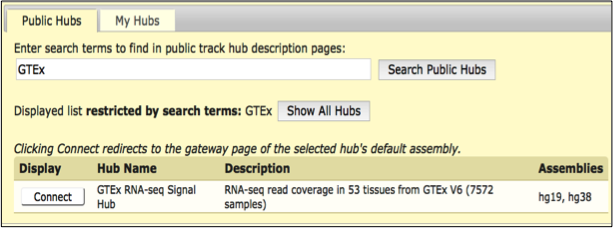 Public Hubs My Hubs
Enter search terms to find in public track hub description pages:
GTEx Search Public Hubs
Displayed list restricted by search terms: GTEx Show All Hubs
Clicking Connect redirects to the gateway page of the selected hub's default assembly.
Display Hub Name Description Assemblies
Connect GTEx RNA-seq Signal Hub RNA-seq read coverage in 53 tissues from GTEx V6 (7572 samples) hg19, hg38